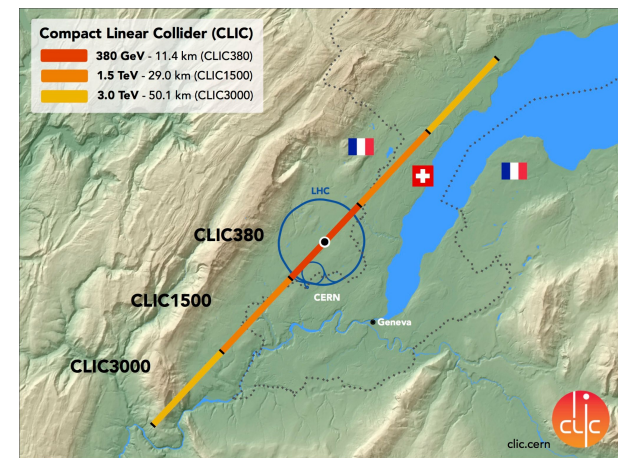 Compact Linear Collider (CLIC)
380 GeV - 11.4 km (CLIC380)
1.5 TeV - 29.0 km (CLIC1500)
3.0 TeV - 50.1 km (CLIC3000)
LHC
CLIC380
CERN
CLIC1500
Geneva
CLIC3000
clic
clic.cern